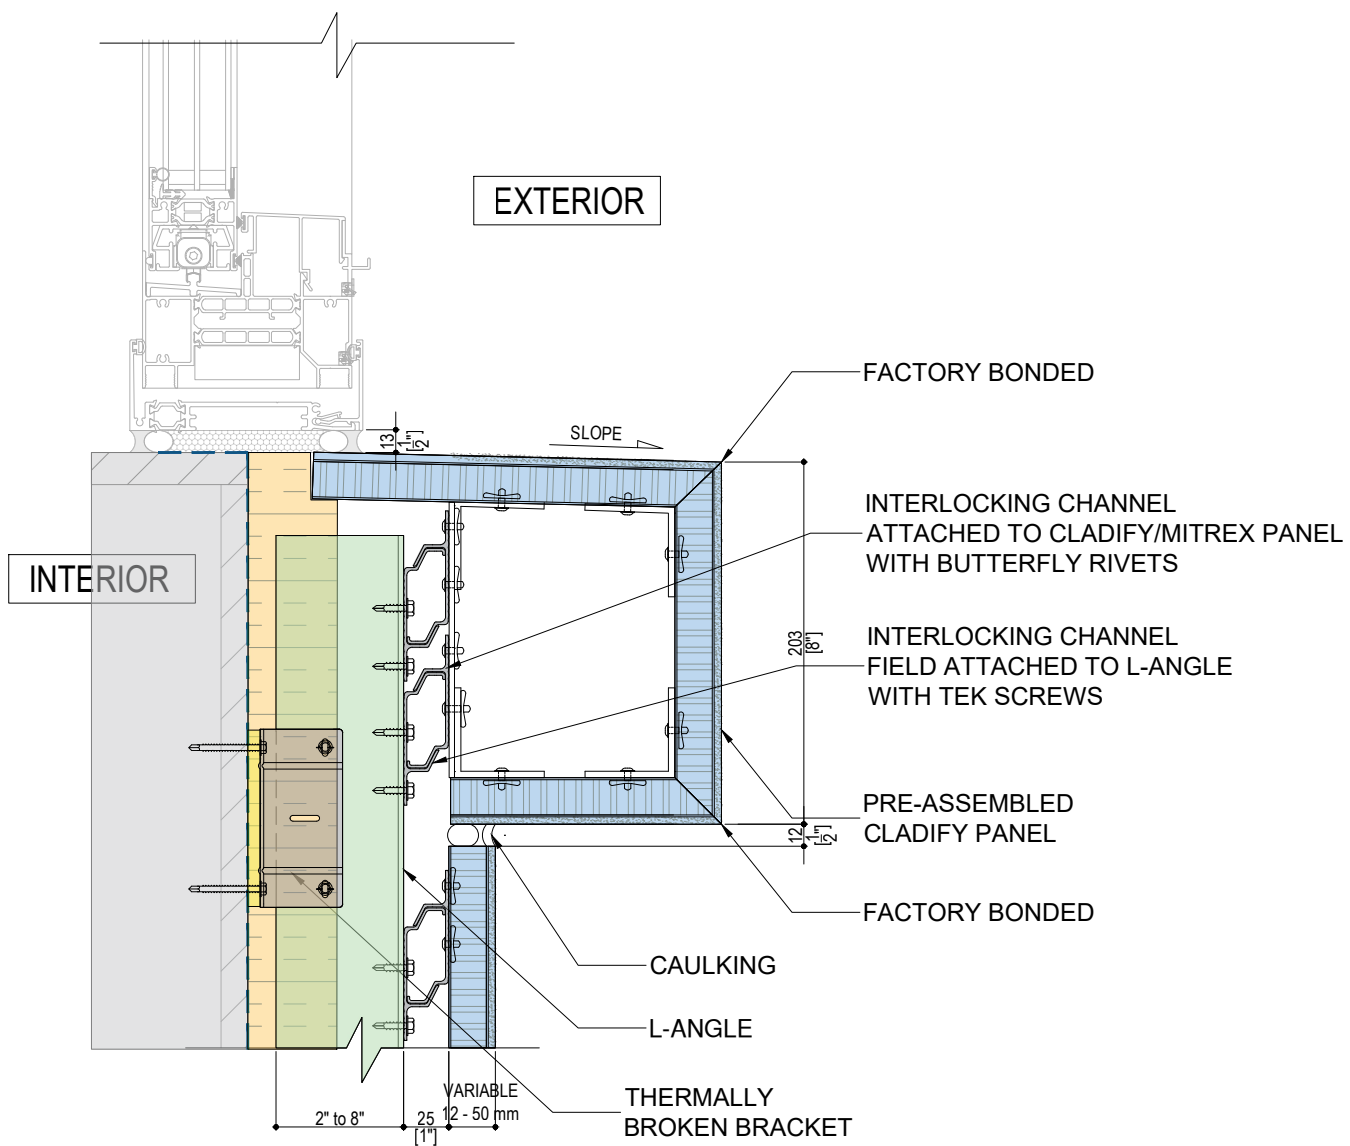 EXTERIOR
FACTORY BONDED
13
[1/2"]
SLOPE
INTERLOCKING CHANNEL
ATTACHED TO CLADIFY/MITREX PANEL
WITH BUTTERFLY RIVETS
INTERIOR
203
[8"]
INTERLOCKING CHANNEL
FIELD ATTACHED TO L-ANGLE
WITH TEK SCREWS
PRE-ASSEMBLED
CLADIFY PANEL
12
[1/2"]
FACTORY BONDED
CAULKING
L-ANGLE
VARIABLE
12 - 50 mm
2" to 8"
25
[1"]
THERMALLY
BROKEN BRACKET